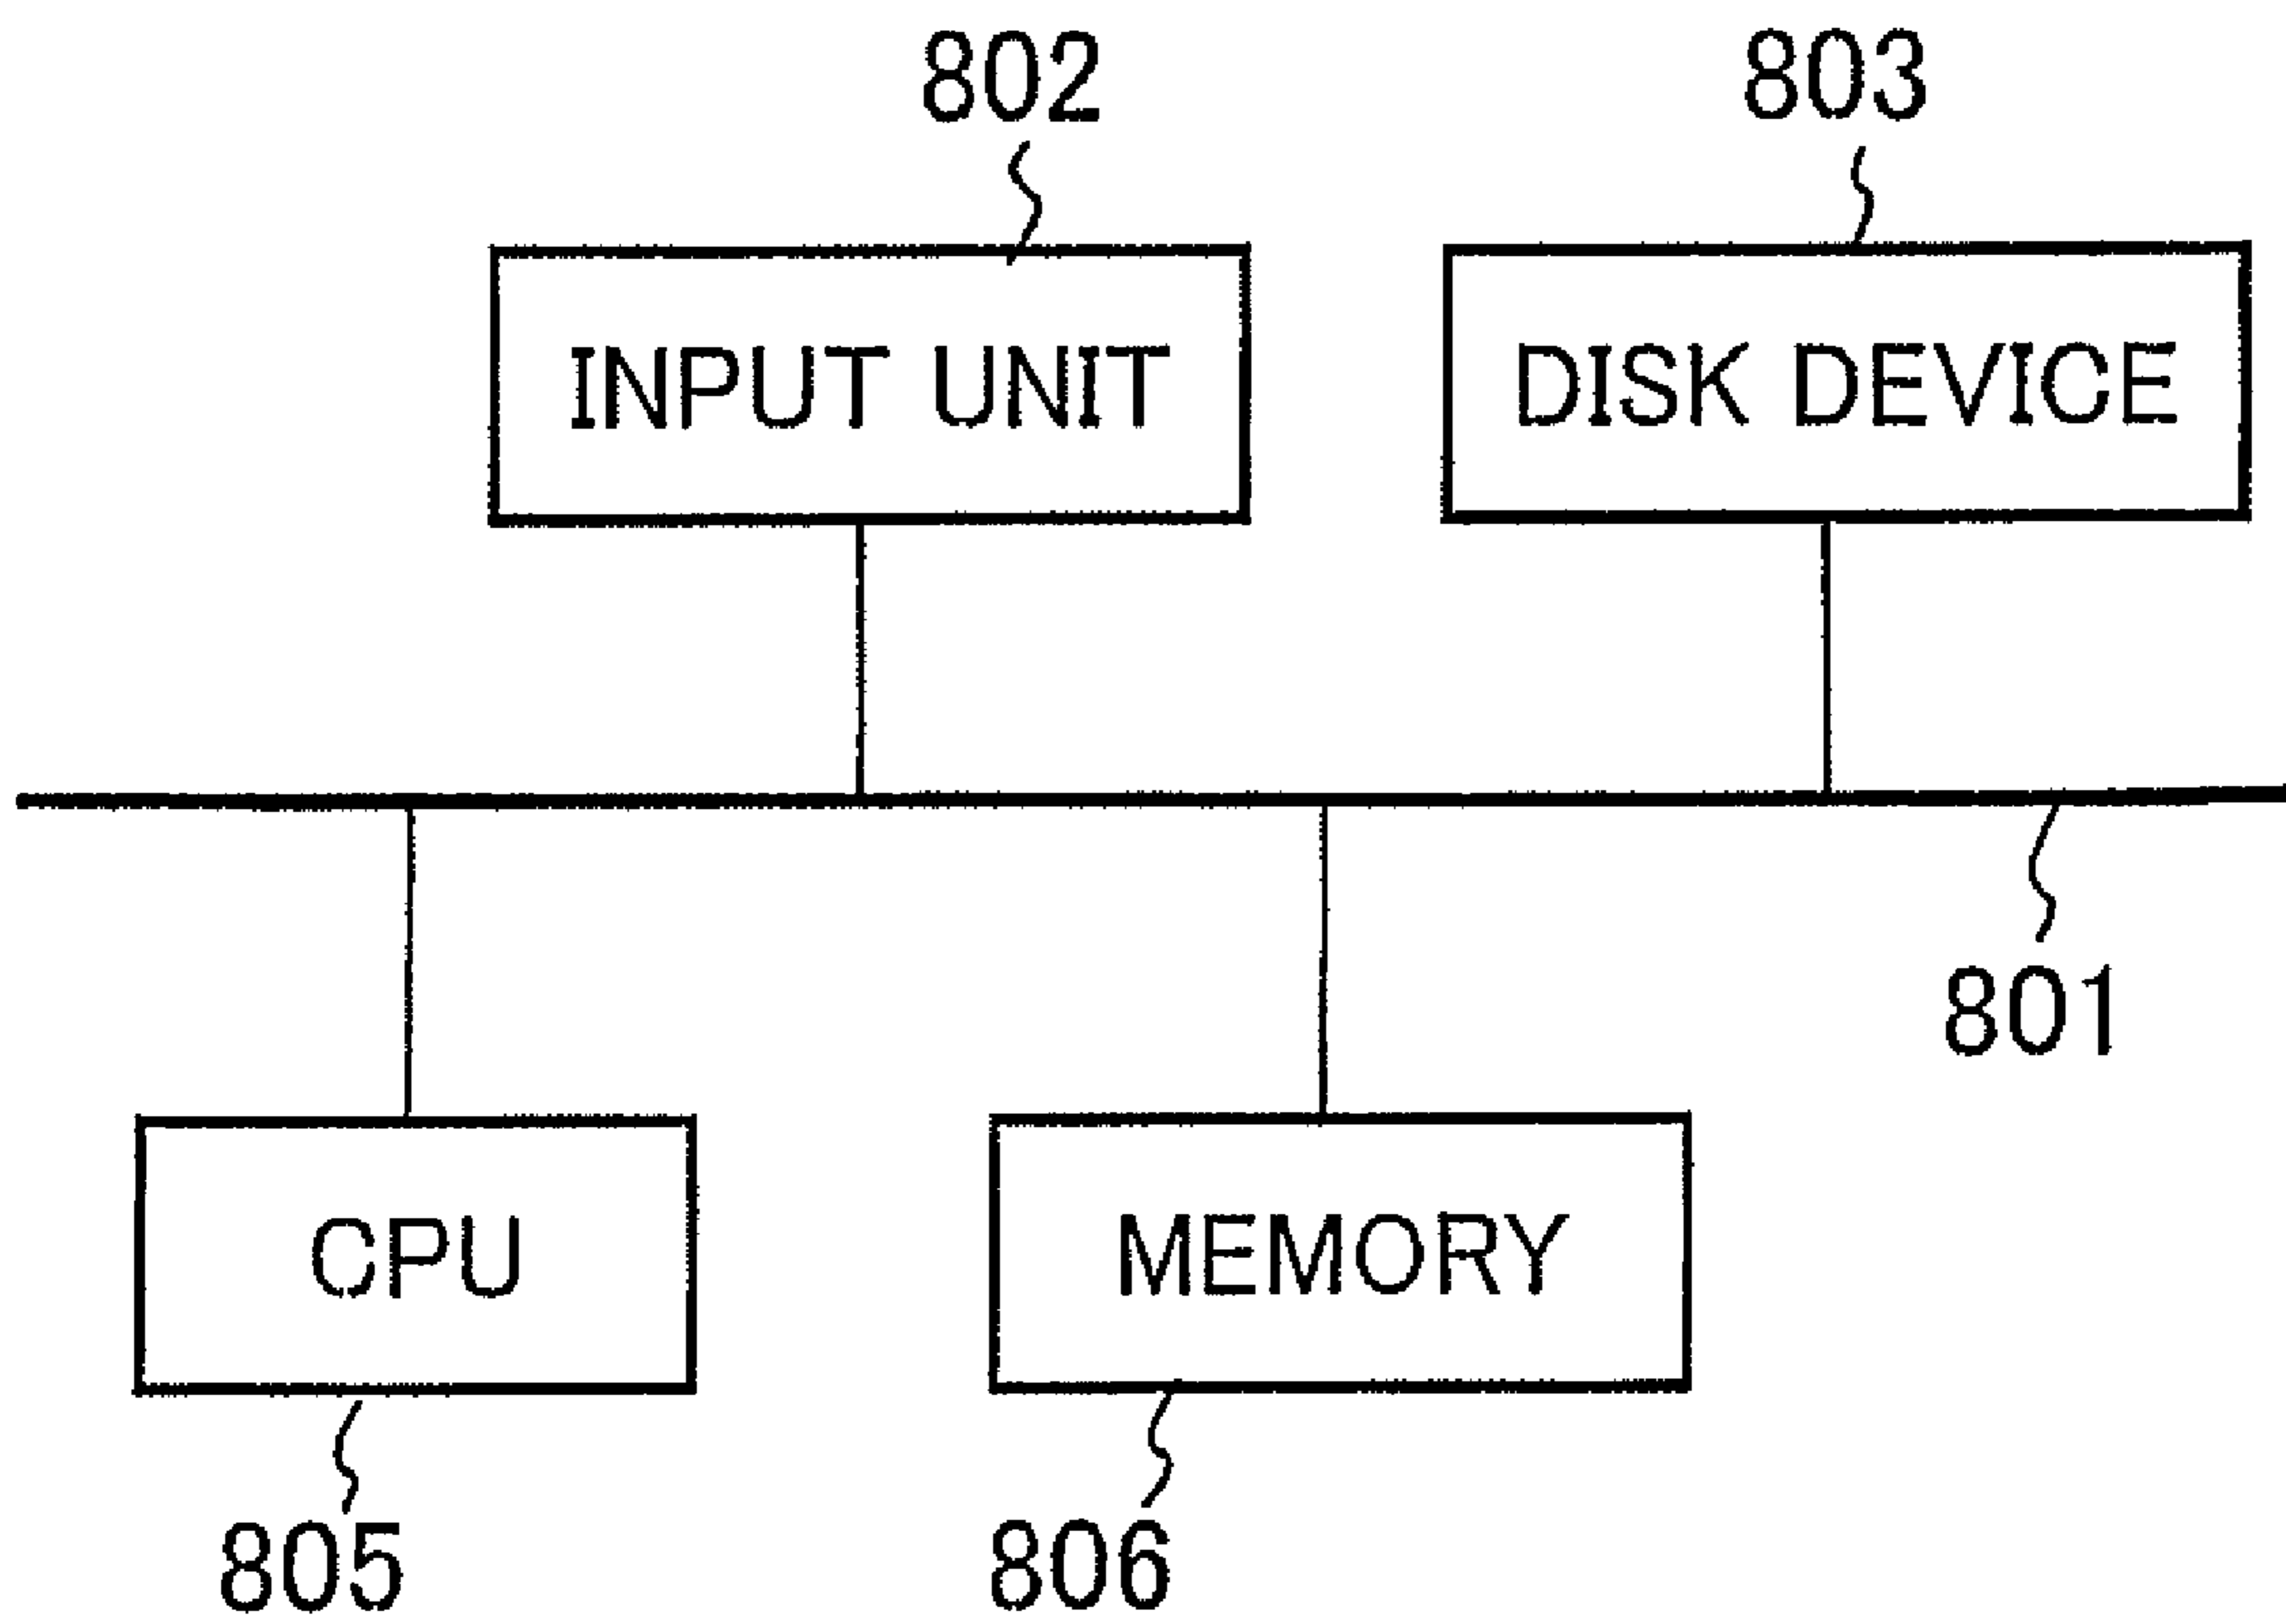 802
803
INPUT UNIT
DISK DEVICE
801
CPU
MEMORY
805
806